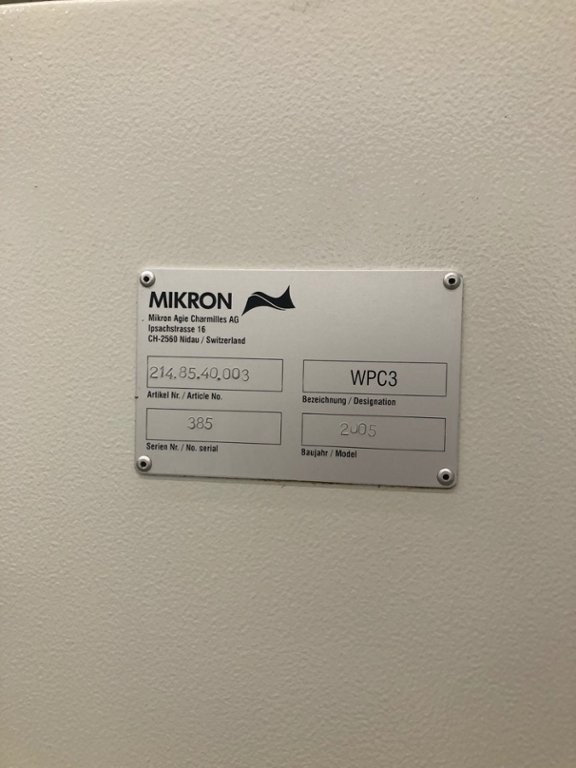 MIKRON
Mikron Agie Charmilles AG
Ipsachstrasse 16
CH-2560 Nidau / Switzerland
214.85.40.003
WPC3
Artikel Nr. / Article No.
Bezeichnung / Designation
385
2005
Serien Nr. / No. serial
Baujahr / Model